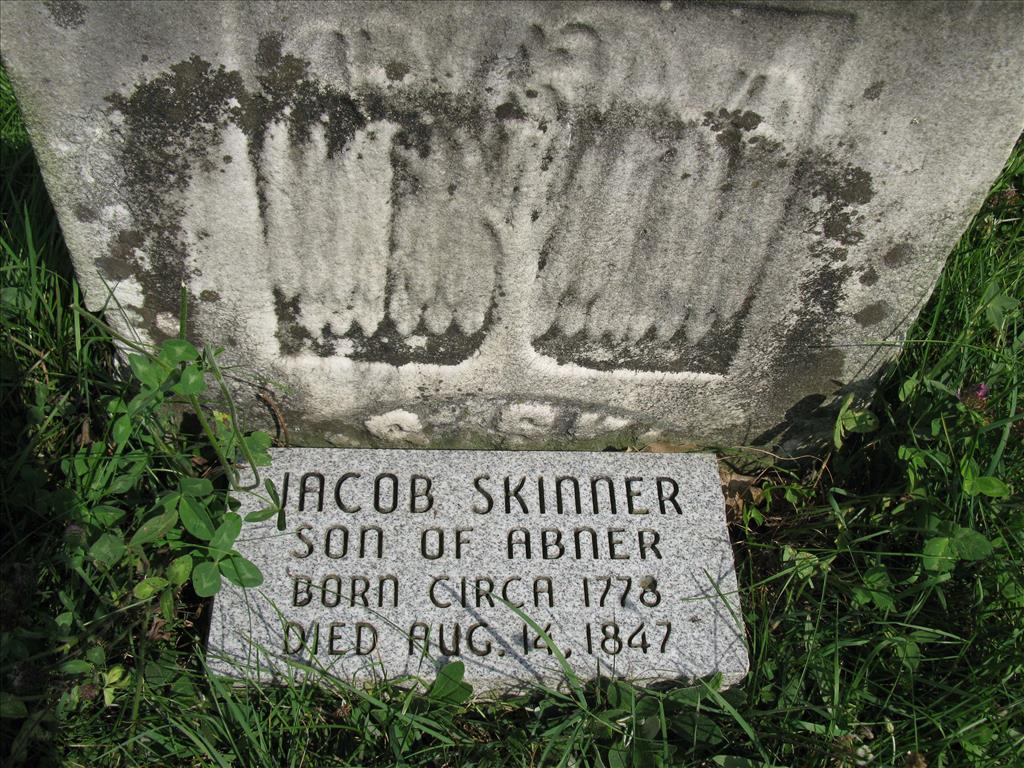 JACOB SKINNER
SON OF ABNER
BORN CIRCA 1778
DIED AUG. 14, 1847